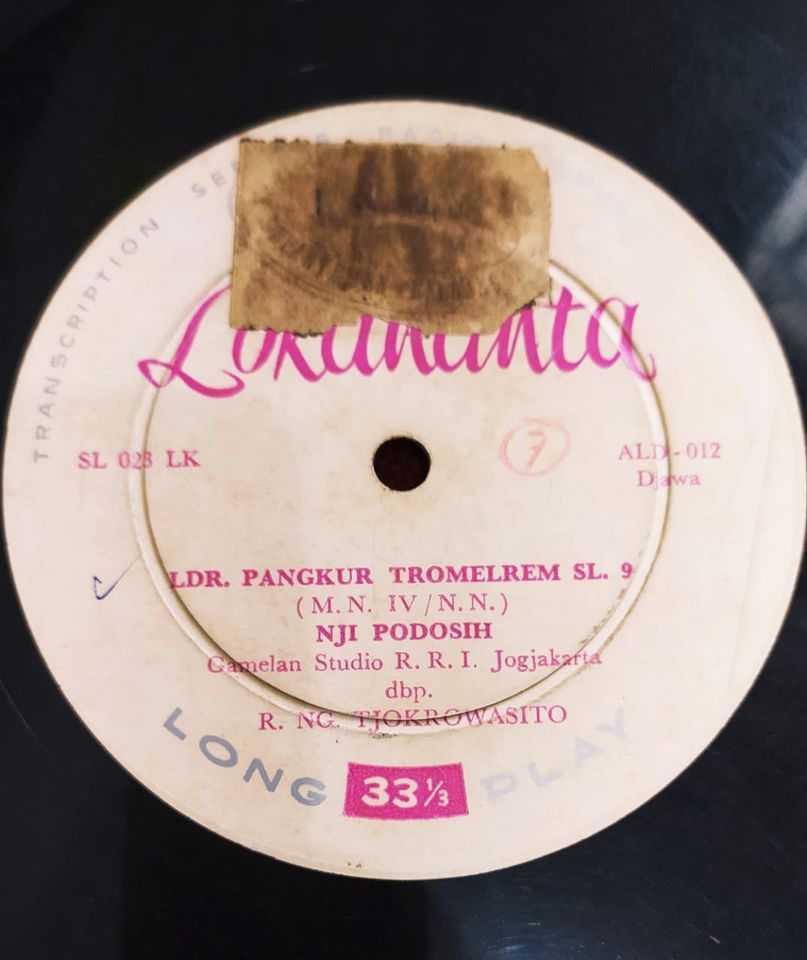 TRANSCRIPTION
Lokananta
7
SL 023 LK
ALD-012
Djawa
LDR. PANGKUR TROMELREM SL. 9
( M. N. IV / N. N. )
NJI PODOSIH
Gamelan Studio R. R. I. Jogjakarta
dbp.
R. NG. TJOKROWASITO
LONG 33⅓ PLAY